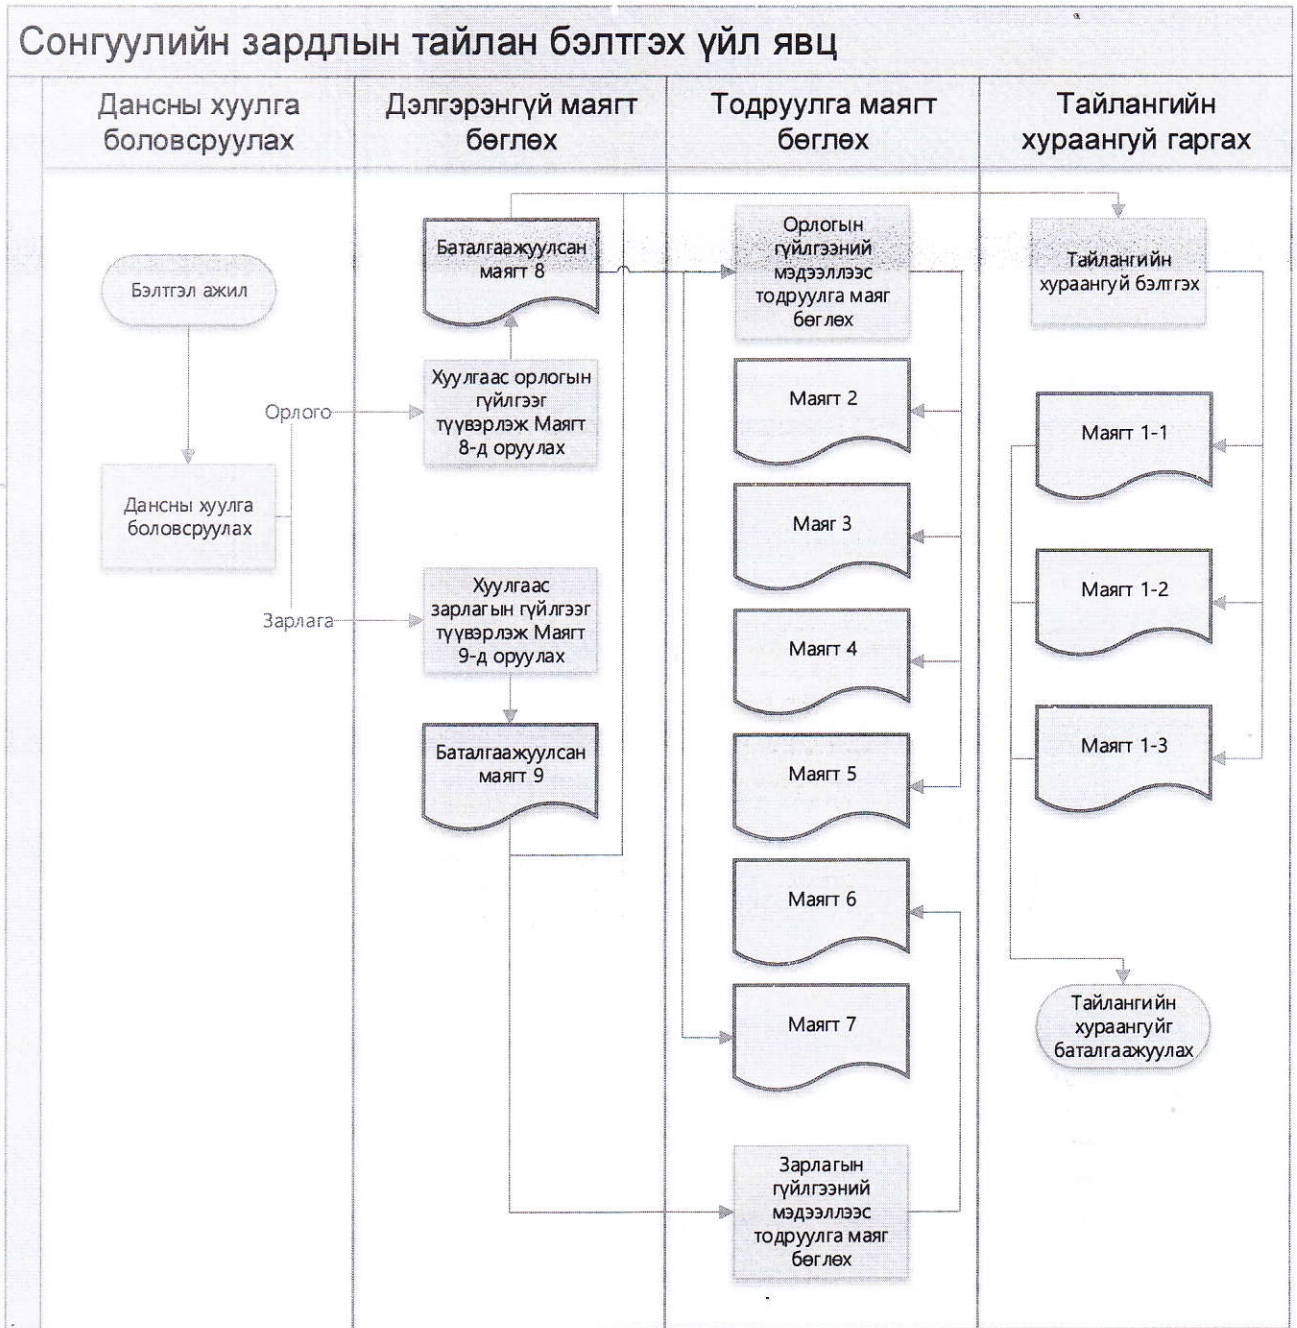 Сонгуулийн зардлын тайлан бэлтгэх үйл явц
Дансны хуулга
боловсруулах
Дэлгэрэнгүй маягт
бөглөх
Тодруулга маягт
бөглөх
Тайлангийн
хураангуй гаргах
Бэлтгэл ажил
Дансны хуулга
боловсруулах
Орлого
Зарлага
Баталгаажуулсан
маягт 8
Хуулгаас орлогын
гүйлгээг
түүвэрлэж Маягт
8-д оруулах
Хуулгаас
зарлагын гүйлгээг
түүвэрлэж Маягт
9-д оруулах
Баталгаажуулсан
маягт 9
Орлогын
гүйлгээний
мэдээллээс
тодруулга маяг
бөглөх
Маягт 2
Маяг 3
Маягт 4
Маягт 5
Маягт 6
Маягт 7
Зарлагын
гүйлгээний
мэдээллээс
тодруулга маяг
бөглөх
Тайлангийн
хураангуй бэлтгэх
Маягт 1-1
Маягт 1-2
Маягт 1-3
Тайлангийн
хураангуйг
баталгаажуулах